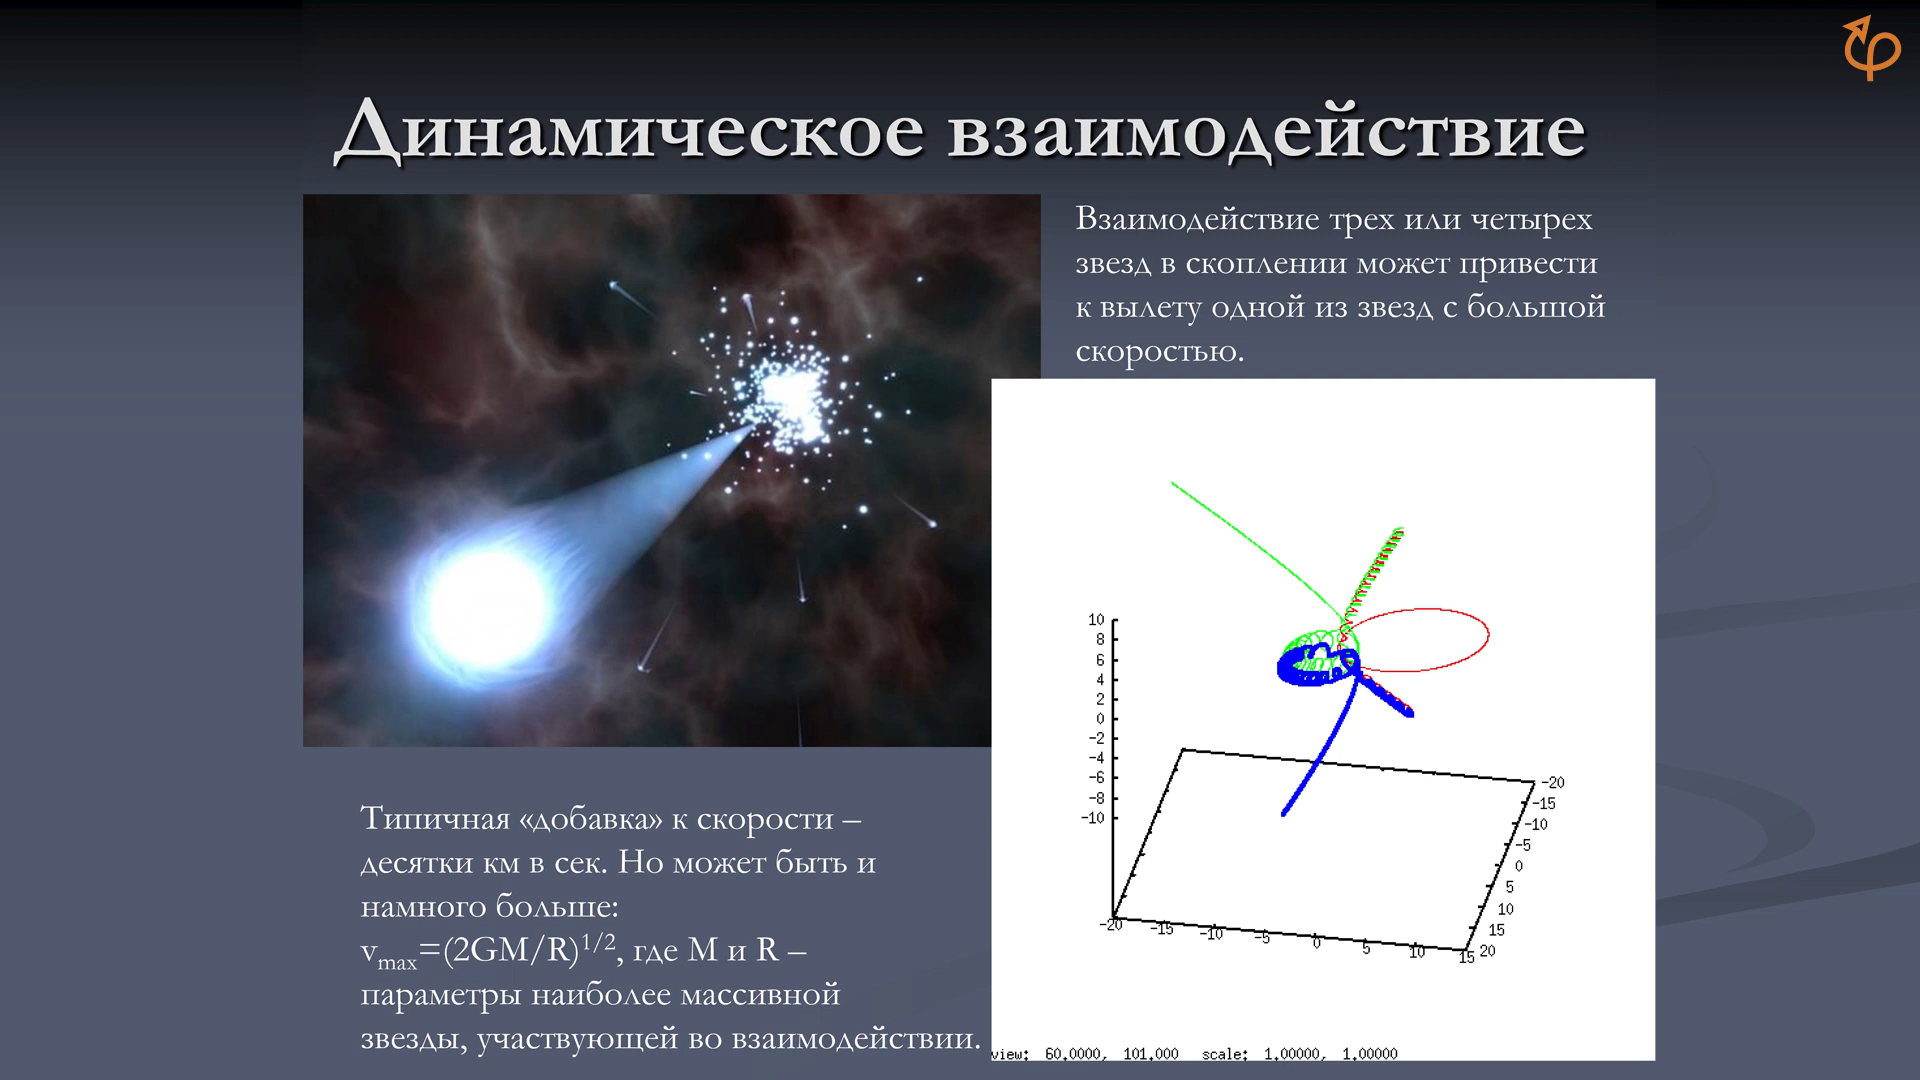 Динамическое взаимодействие
Взаимодействие трех или четырех
звезд в скоплении может привести
к вылету одной из звезд с большой
скоростью.
Типичная «добавка» к скорости –
десятки км в сек. Но может быть и
намного больше:
vmax=(2GM/R)1/2, где M и R –
параметры наиболее массивной
звезды, участвующей во взаимодействии.
10
8
6
4
2
0
-2
-4
-6
-8
-10
-20
-15
-10
-5
0
5
10
15
20
-20
-15
-10
-5
0
5
10
15
view: 60.0000, 101.000 scale: 1.00000, 1.00000